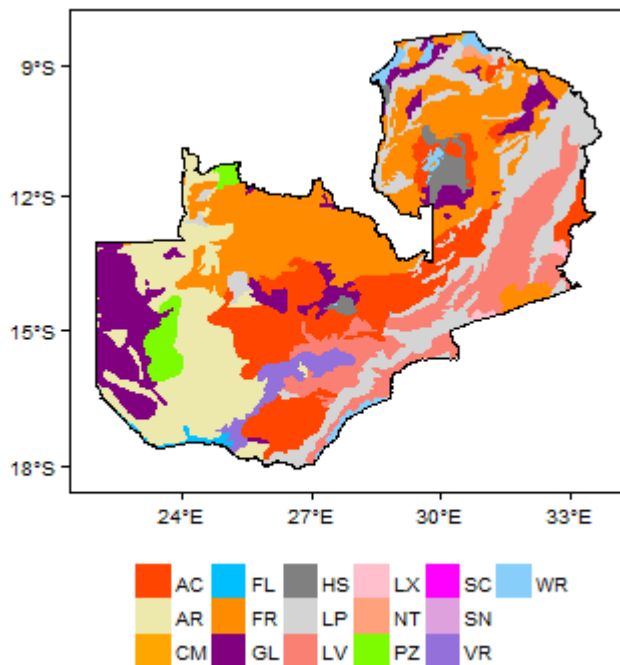 9°S
12°S
15°S
18°S
24°E 27°E 30°E 33°E
AC FL HS LX SC WR
AR FR LP NT SN
CM GL LV PZ VR